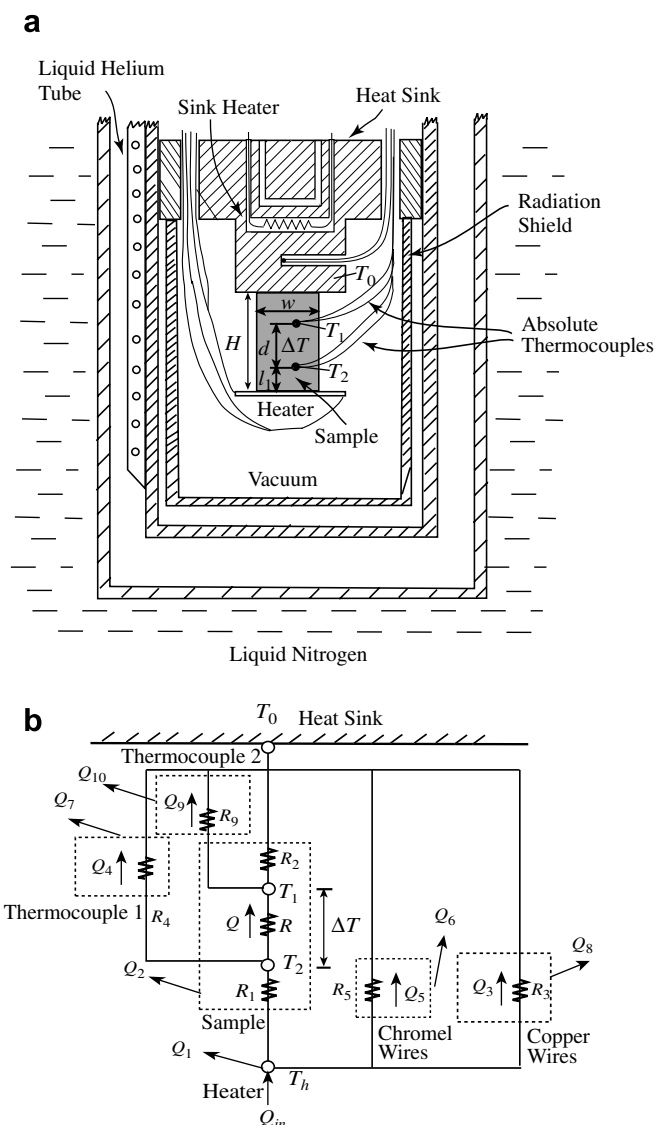 a
Liquid Helium
Tube
Sink Heater
Heat Sink
Radiation
Shield
T0
w
T1
H
d
ΔT
Absolute
Thermocouples
T2
l1
Heater
Sample
Vacuum
Liquid Nitrogen
b
T0
Heat Sink
Thermocouple 2
Q10
Q9
R9
Q7
Q4
R2
T1
Thermocouple 1
R4
Q
R
ΔT
Q6
Q8
T2
Q2
R1
R5
Q5
Q3
R3
Sample
Chromel
Wires
Copper
Wires
Q1
Heater
Th
Qin